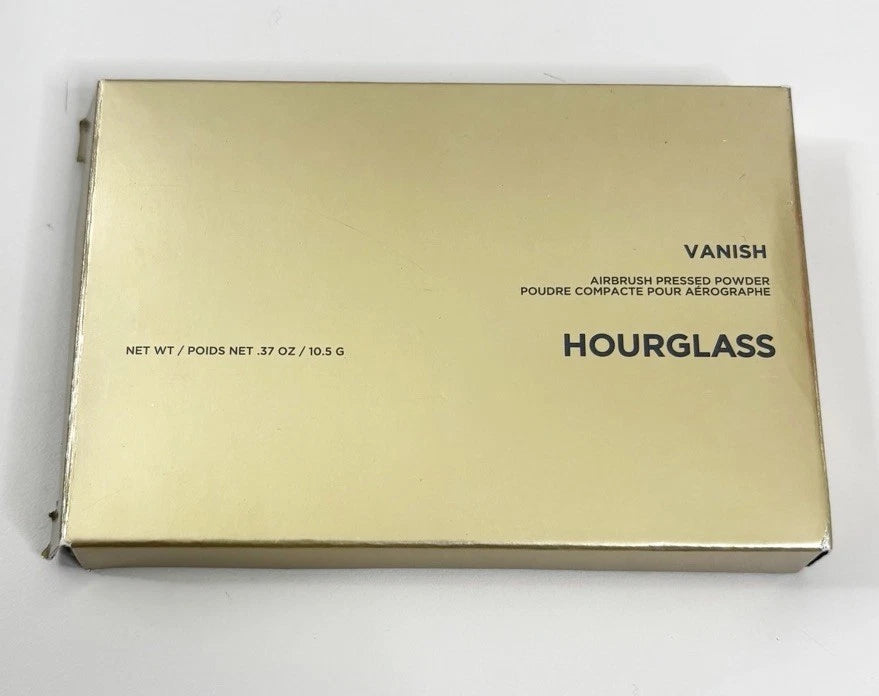 VANISH
AIRBRUSH PRESSED POWDER
POUDRE COMPACTE POUR AÉROGRAPHE
NET WT / POIDS NET .37 OZ / 10.5 G
HOURGLASS